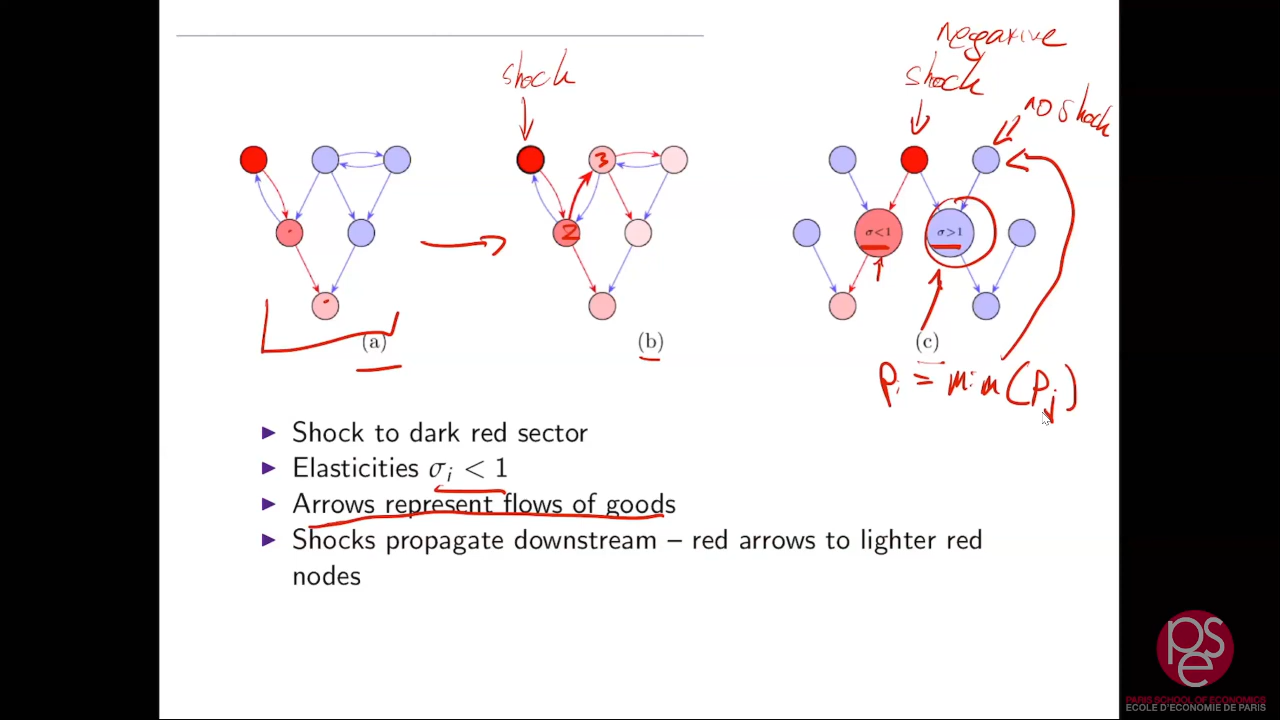 negative
shock
shock
no shock
3
2
σ<1
σ>1
(a)
(b)
(c)
Pi = min(Pj)
Shock to dark red sector
Elasticities σi < 1
Arrows represent flows of goods
Shocks propagate downstream – red arrows to lighter red
nodes
pse
PARIS SCHOOL OF ECONOMICS
ECOLE D'ECONOMIE DE PARIS